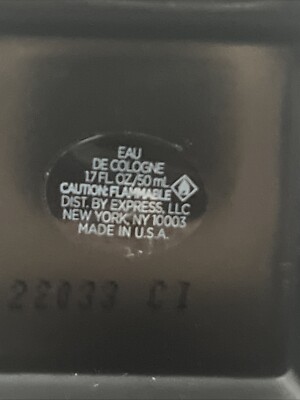 EAU
DE COLOGNE
1.7 FL. OZ/50 mL
CAUTION: FLAMMABLE
DIST. BY EXPRESS, LLC
NEW YORK, NY 10003
MADE IN U.S.A.
22033 CI